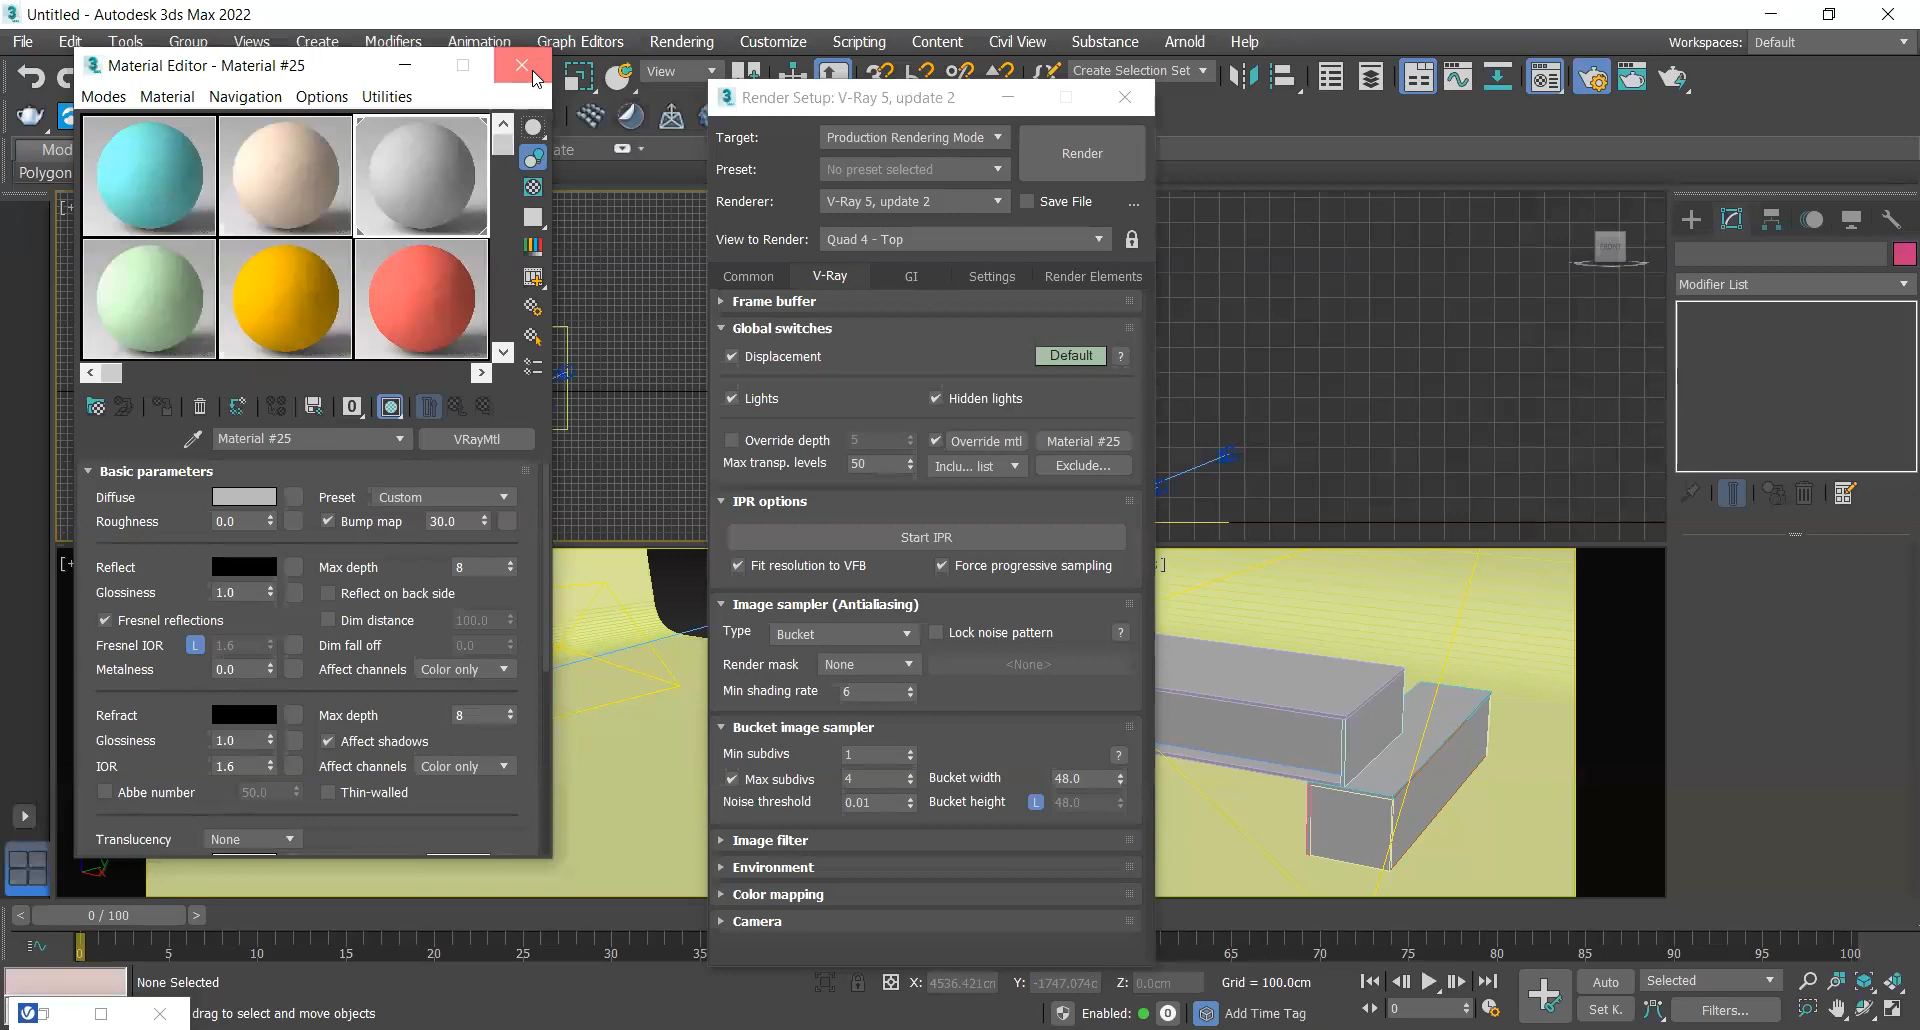 Untitled - Autodesk 3ds Max 2022
File Edit Tools Group Views Create Modifiers Animation Graph Editors Rendering Customize Scripting Content Civil View Substance Arnold Help
Workspaces: Default
Material Editor - Material #25
Modes Material Navigation Options Utilities
View
Create Selection Set
Polygon
Material #25
VRayMtl
Basic parameters
Diffuse
Preset Custom
Roughness 0.0
Bump map 30.0
Reflect
Max depth 8
Glossiness 1.0
Reflect on back side
Fresnel reflections
Dim distance 100.0
Fresnel IOR L 1.6
Dim fall off 0.0
Metalness 0.0
Affect channels Color only
Refract
Max depth 8
Glossiness 1.0
Affect shadows
IOR 1.6
Affect channels Color only
Abbe number 50.0
Thin-walled
Translucency None
Render Setup: V-Ray 5, update 2
Target: Production Rendering Mode
Render
Preset: No preset selected
Renderer: V-Ray 5, update 2
Save File ...
View to Render: Quad 4 - Top
Common V-Ray GI Settings Render Elements
Frame buffer
Global switches
Displacement
Default ?
Lights
Hidden lights
Override depth 5
Override mtl Material #25
Max transp. levels 50
Inclu... list Exclude...
IPR options
Start IPR
Fit resolution to VFB
Force progressive sampling
Image sampler (Antialiasing)
Type Bucket
Lock noise pattern ?
Render mask None <None>
Min shading rate 6
Bucket image sampler
Min subdivs 1 ?
Max subdivs 4
Bucket width 48.0
Noise threshold 0.01
Bucket height L 48.0
Image filter
Environment
Color mapping
Camera
FRONT
Modifier List
< 0 / 100 >
0 5 10 15 20 25 30 35 65 70 75 80 85 90 95 100
None Selected
X: 4536.421cn Y: -1747.074c Z: 0.0cm Grid = 100.0cm
Auto Selected
drag to select and move objects
Enabled: 0 Add Time Tag
0
Set K. Filters...